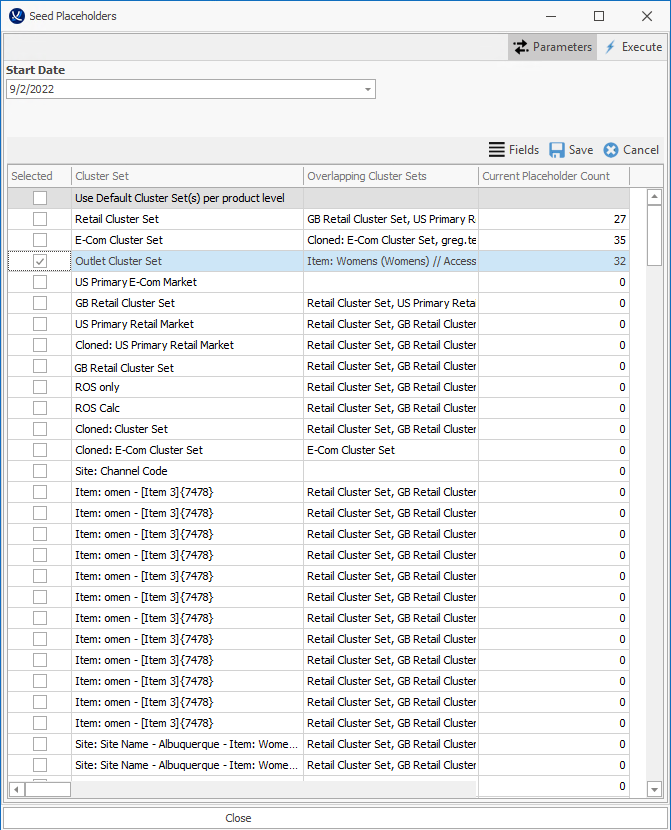 Seed Placeholders
Parameters Execute
Start Date
9/2/2022
Fields Save Cancel
Selected Cluster Set Overlapping Cluster Sets Current Placeholder Count
Use Default Cluster Set(s) per product level
Retail Cluster Set GB Retail Cluster Set, US Primary R 27
E-Com Cluster Set Cloned: E-Com Cluster Set, greg.te 35
Outlet Cluster Set Item: Womens (Womens) // Access 32
US Primary E-Com Market 0
GB Retail Cluster Set Retail Cluster Set, US Primary Reta 0
US Primary Retail Market Retail Cluster Set, GB Retail Cluster 0
Cloned: US Primary Retail Market Retail Cluster Set, GB Retail Cluster 0
GB Retail Cluster Set Retail Cluster Set, GB Retail Cluster 0
ROS only Retail Cluster Set, GB Retail Cluster 0
ROS Calc Retail Cluster Set, GB Retail Cluster 0
Cloned: Cluster Set Retail Cluster Set, GB Retail Cluster 0
Cloned: E-Com Cluster Set E-Com Cluster Set 0
Site: Channel Code 0
Item: omen - [Item 3]{7478} Retail Cluster Set, GB Retail Cluster 0
Item: omen - [Item 3]{7478} Retail Cluster Set, GB Retail Cluster 0
Item: omen - [Item 3]{7478} Retail Cluster Set, GB Retail Cluster 0
Item: omen - [Item 3]{7478} Retail Cluster Set, GB Retail Cluster 0
Item: omen - [Item 3]{7478} Retail Cluster Set, GB Retail Cluster 0
Item: omen - [Item 3]{7478} Retail Cluster Set, GB Retail Cluster 0
Item: omen - [Item 3]{7478} Retail Cluster Set, GB Retail Cluster 0
Item: omen - [Item 3]{7478} Retail Cluster Set, GB Retail Cluster 0
Item: omen - [Item 3]{7478} Retail Cluster Set, GB Retail Cluster 0
Item: omen - [Item 3]{7478} Retail Cluster Set, GB Retail Cluster 0
Item: omen - [Item 3]{7478} Retail Cluster Set, GB Retail Cluster 0
Item: omen - [Item 3]{7478} Retail Cluster Set, GB Retail Cluster 0
Site: Site Name - Albuquerque - Item: Wome... Retail Cluster Set, GB Retail Cluster 0
Site: Site Name - Albuquerque - Item: Wome... Retail Cluster Set, GB Retail Cluster 0
0
Close